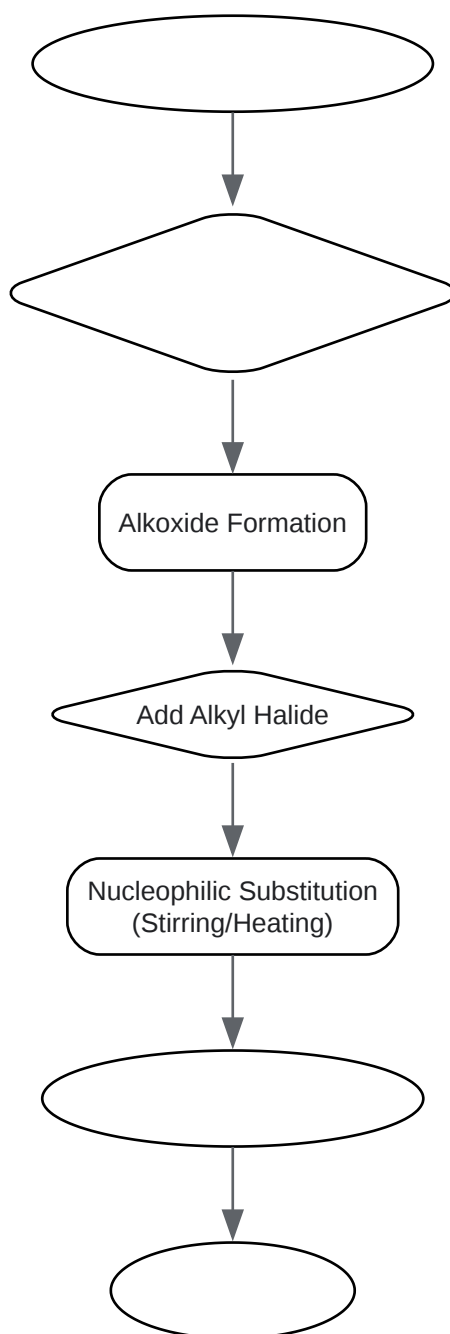 Alkoxide Formation
Add Alkyl Halide
Nucleophilic Substitution
(Stirring/Heating)